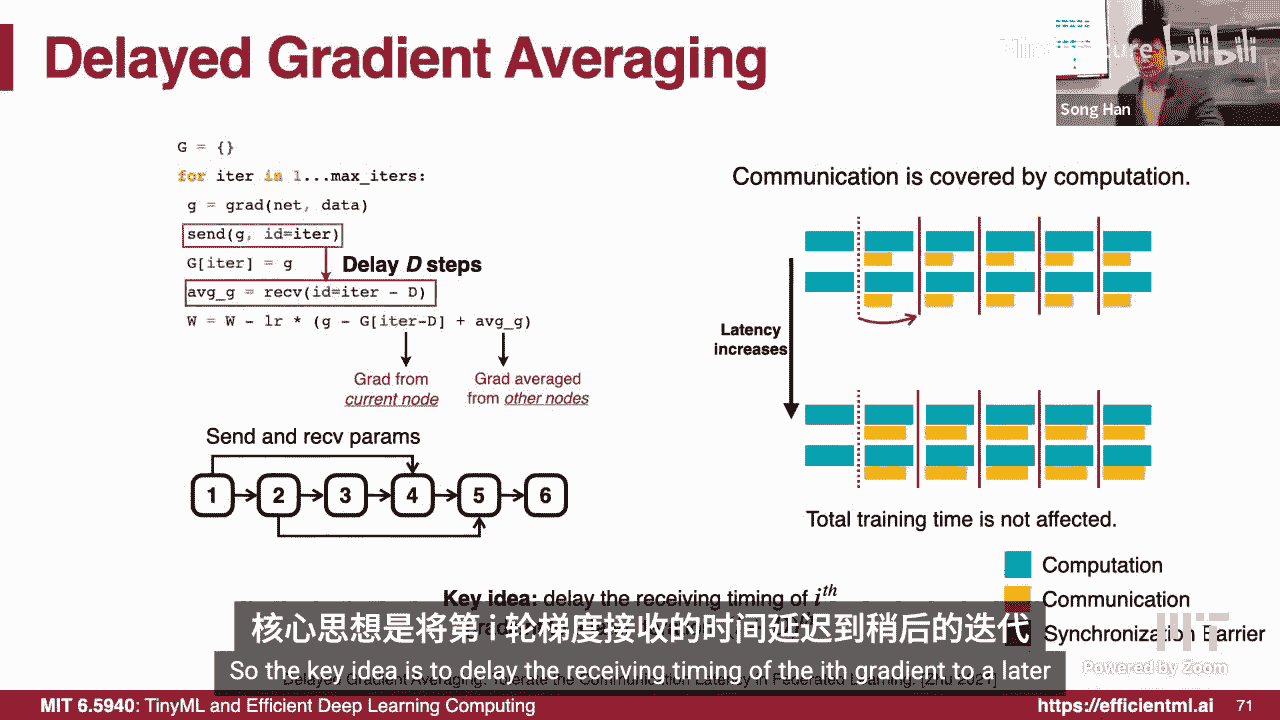 Delayed Gradient Averaging
bilibili
Song Han
G = {}
for iter in 1...max_iters:
g = grad(net, data)
send(g, id=iter)
G[iter] = g
Delay D steps
avg_g = recv(id=iter - D)
W = W - lr * (g - G[iter-D] + avg_g)
Grad from
current node
Grad averaged
from other nodes
Send and recv params
1
2
3
4
5
6
Communication is covered by computation.
Latency
increases
Total training time is not affected.
Computation
Communication
Synchronization Barrier
Key idea: delay the receiving timing of iᵗʰ
核心思想是将第 i 轮梯度接收的时间延迟到稍后的迭代
So the key idea is to delay the receiving timing of the ith gradient to a later
MIT
Powered by Zoom
MIT 6.5940: TinyML and Efficient Deep Learning Computing
https://efficientml.ai
71